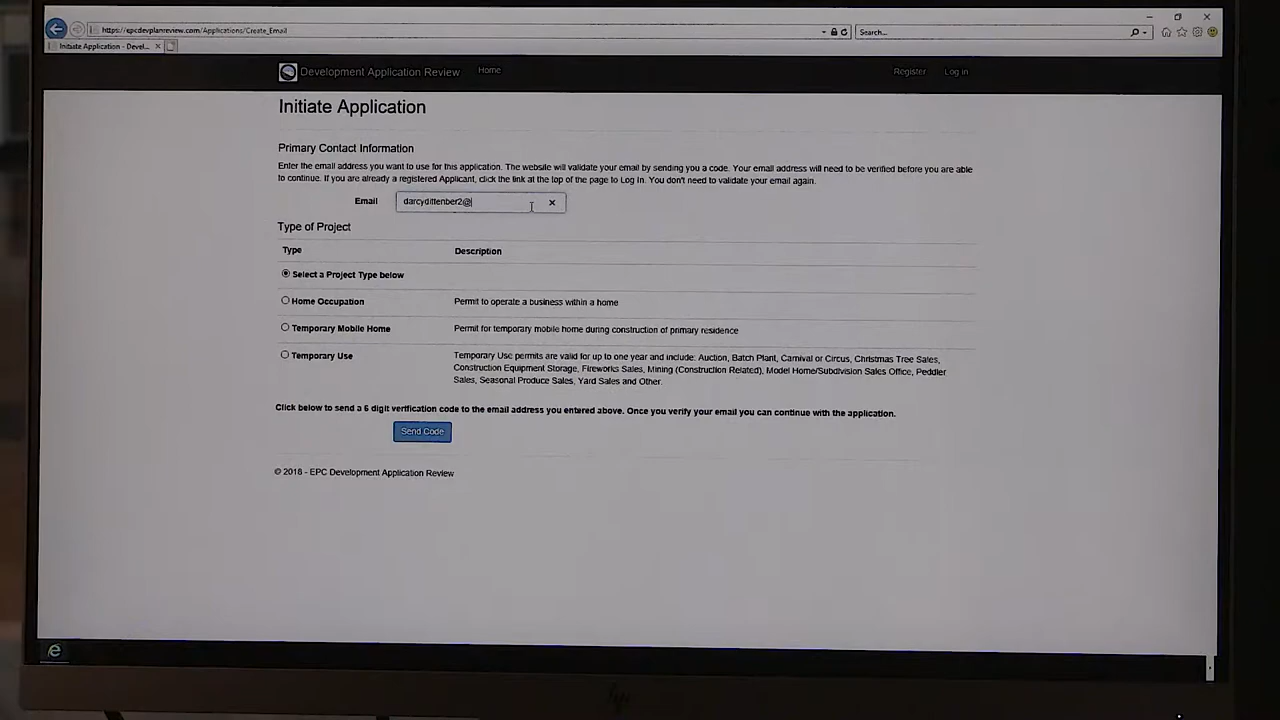 https://epcdevplanreview.com/Applications/Create_Email
Search...
Initiate Application - Devel...
Development Application Review
Home
Register
Log in
Initiate Application
Primary Contact Information
Enter the email address you want to use for this application. The website will validate your email by sending you a code. Your email address will need to be verified before you are able
to continue. If you are already a registered Applicant, click the link at the top of the page to Log In. You don't need to validate your email again.
Email
darcydittenber2@
Type of Project
Type
Description
Select a Project Type below
Home Occupation
Permit to operate a business within a home
Temporary Mobile Home
Permit for temporary mobile home during construction of primary residence
Temporary Use
Temporary Use permits are valid for up to one year and include: Auction, Batch Plant, Carnival or Circus, Christmas Tree Sales,
Construction Equipment Storage, Fireworks Sales, Mining (Construction Related), Model Home/Subdivision Sales Office, Peddler
Sales, Seasonal Produce Sales, Yard Sales and Other.
Click below to send a 6 digit verification code to the email address you entered above. Once you verify your email you can continue with the application.
Send Code
© 2018 - EPC Development Application Review
hp